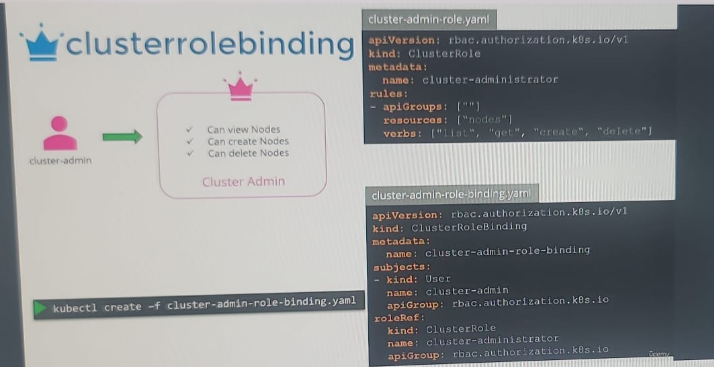 clusterrolebinding
cluster-admin
✓ Can view Nodes
✓ Can create Nodes
✓ Can delete Nodes
Cluster Admin
kubectl create -f cluster-admin-role-binding.yaml
cluster-admin-role.yaml
apiVersion: rbac.authorization.k8s.io/v1
kind: ClusterRole
metadata:
  name: cluster-administrator
rules:
- apiGroups: [""]
  resources: ["nodes"]
  verbs: ["list", "get", "create", "delete"]
cluster-admin-role-binding.yaml
apiVersion: rbac.authorization.k8s.io/v1
kind: ClusterRoleBinding
metadata:
  name: cluster-admin-role-binding
subjects:
- kind: User
  name: cluster-admin
  apiGroup: rbac.authorization.k8s.io
roleRef:
  kind: ClusterRole
  name: cluster-administrator
  apiGroup: rbac.authorization.k8s.io
Udemy